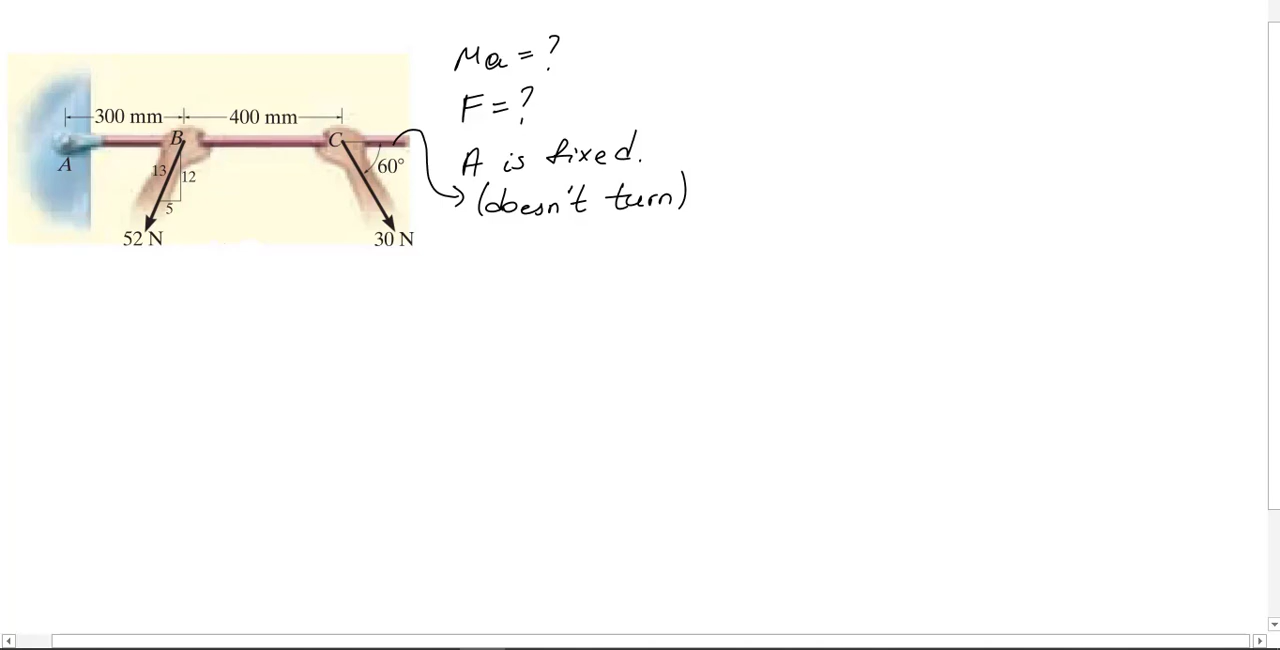 Ma = ?
F = ?
A is fixed.
(doesn't turn)
300 mm
400 mm
B
C
A
13
12
5
60°
52 N
30 N